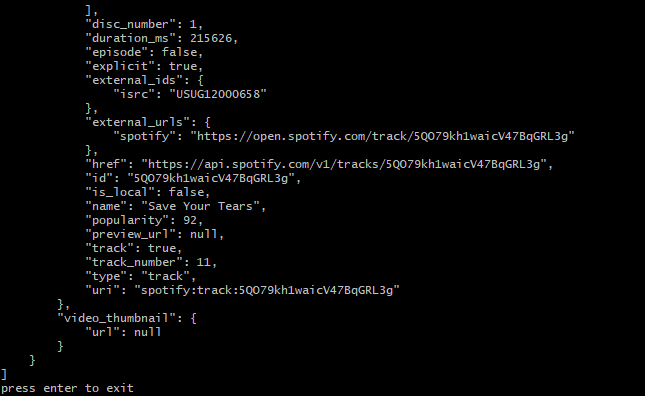 ],
"disc_number": 1,
"duration_ms": 215626,
"episode": false,
"explicit": true,
"external_ids": {
"isrc": "USUG12000658"
},
"external_urls": {
"spotify": "https://open.spotify.com/track/5QO79kh1waicV47BqGRL3g"
},
"href": "https://api.spotify.com/v1/tracks/5QO79kh1waicV47BqGRL3g",
"id": "5QO79kh1waicV47BqGRL3g",
"is_local": false,
"name": "Save Your Tears",
"popularity": 92,
"preview_url": null,
"track": true,
"track_number": 11,
"type": "track",
"uri": "spotify:track:5QO79kh1waicV47BqGRL3g"
},
"video_thumbnail": {
"url": null
}
}
]
press enter to exit